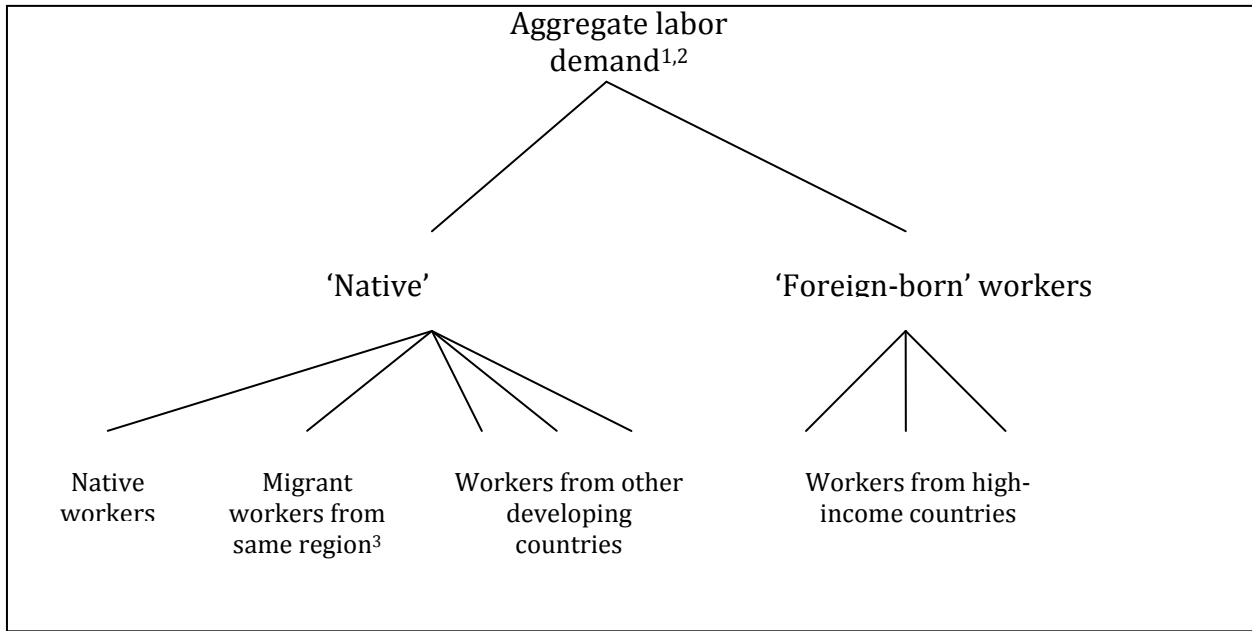 Aggregate labor
demand¹,²
‘Native’
‘Foreign-born’ workers
Native
workers
Migrant
workers from
same region³
Workers from other
developing
countries
Workers from high-
income countries